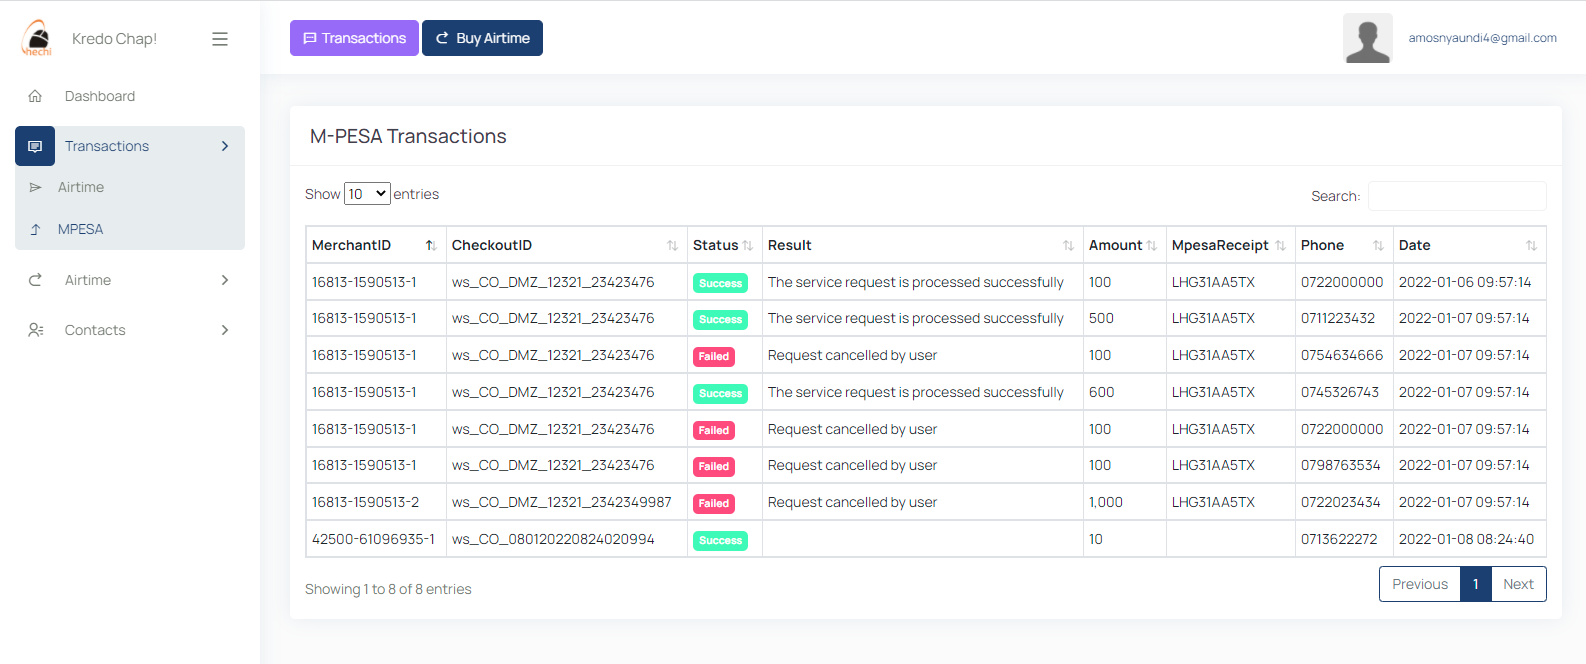 hechi
Kredo Chap!
Transactions
Buy Airtime
amosnyaundi4@gmail.com
Dashboard
Transactions
Airtime
MPESA
Airtime
Contacts
M-PESA Transactions
Show 10 entries
Search:
MerchantID CheckoutID Status Result Amount MpesaReceipt Phone Date
16813-1590513-1 ws_CO_DMZ_12321_23423476 Success The service request is processed successfully 100 LHG31AA5TX 0722000000 2022-01-06 09:57:14
16813-1590513-1 ws_CO_DMZ_12321_23423476 Success The service request is processed successfully 500 LHG31AA5TX 0711223432 2022-01-07 09:57:14
16813-1590513-1 ws_CO_DMZ_12321_23423476 Failed Request cancelled by user 100 LHG31AA5TX 0754634666 2022-01-07 09:57:14
16813-1590513-1 ws_CO_DMZ_12321_23423476 Success The service request is processed successfully 600 LHG31AA5TX 0745326743 2022-01-07 09:57:14
16813-1590513-1 ws_CO_DMZ_12321_23423476 Failed Request cancelled by user 100 LHG31AA5TX 0722000000 2022-01-07 09:57:14
16813-1590513-1 ws_CO_DMZ_12321_23423476 Failed Request cancelled by user 100 LHG31AA5TX 0798763534 2022-01-07 09:57:14
16813-1590513-2 ws_CO_DMZ_12321_2342349987 Failed Request cancelled by user 1,000 LHG31AA5TX 0722023434 2022-01-07 09:57:14
42500-61096935-1 ws_CO_080120220824020994 Success 10 0713622272 2022-01-08 08:24:40
Showing 1 to 8 of 8 entries
Previous 1 Next